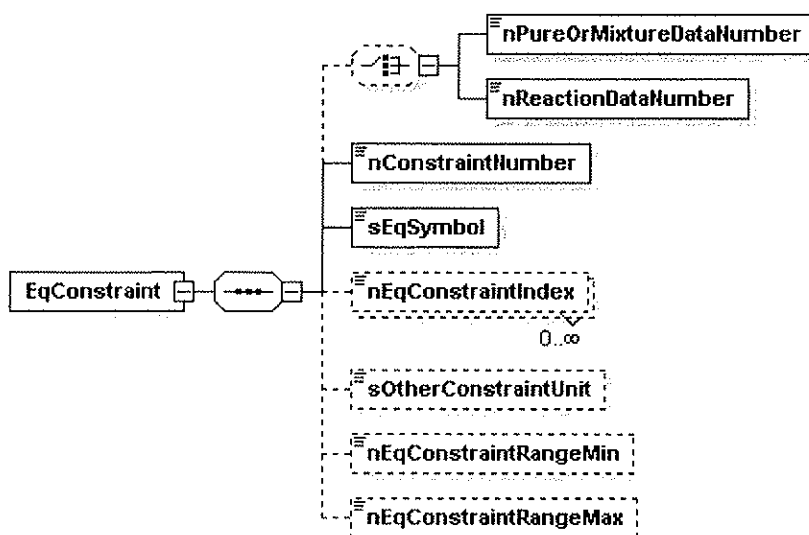 nPureOrMixtureDataNumber
nReactionDataNumber
nConstraintNumber
sEqSymbol
EqConstraint
nEqConstraintIndex
0..∞
sOtherConstraintUnit
nEqConstraintRangeMin
nEqConstraintRangeMax